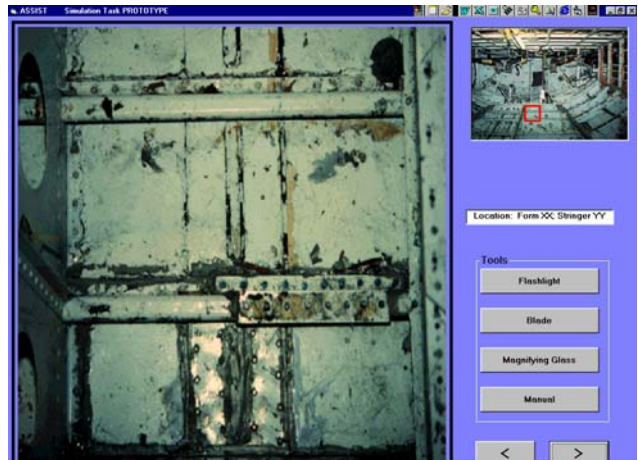 ASSIST Simulation Task PROTOTYPE
Location: Form XX; Stringer YY
Tools
Flashlight
Blade
Magnifying Glass
Manual
< >